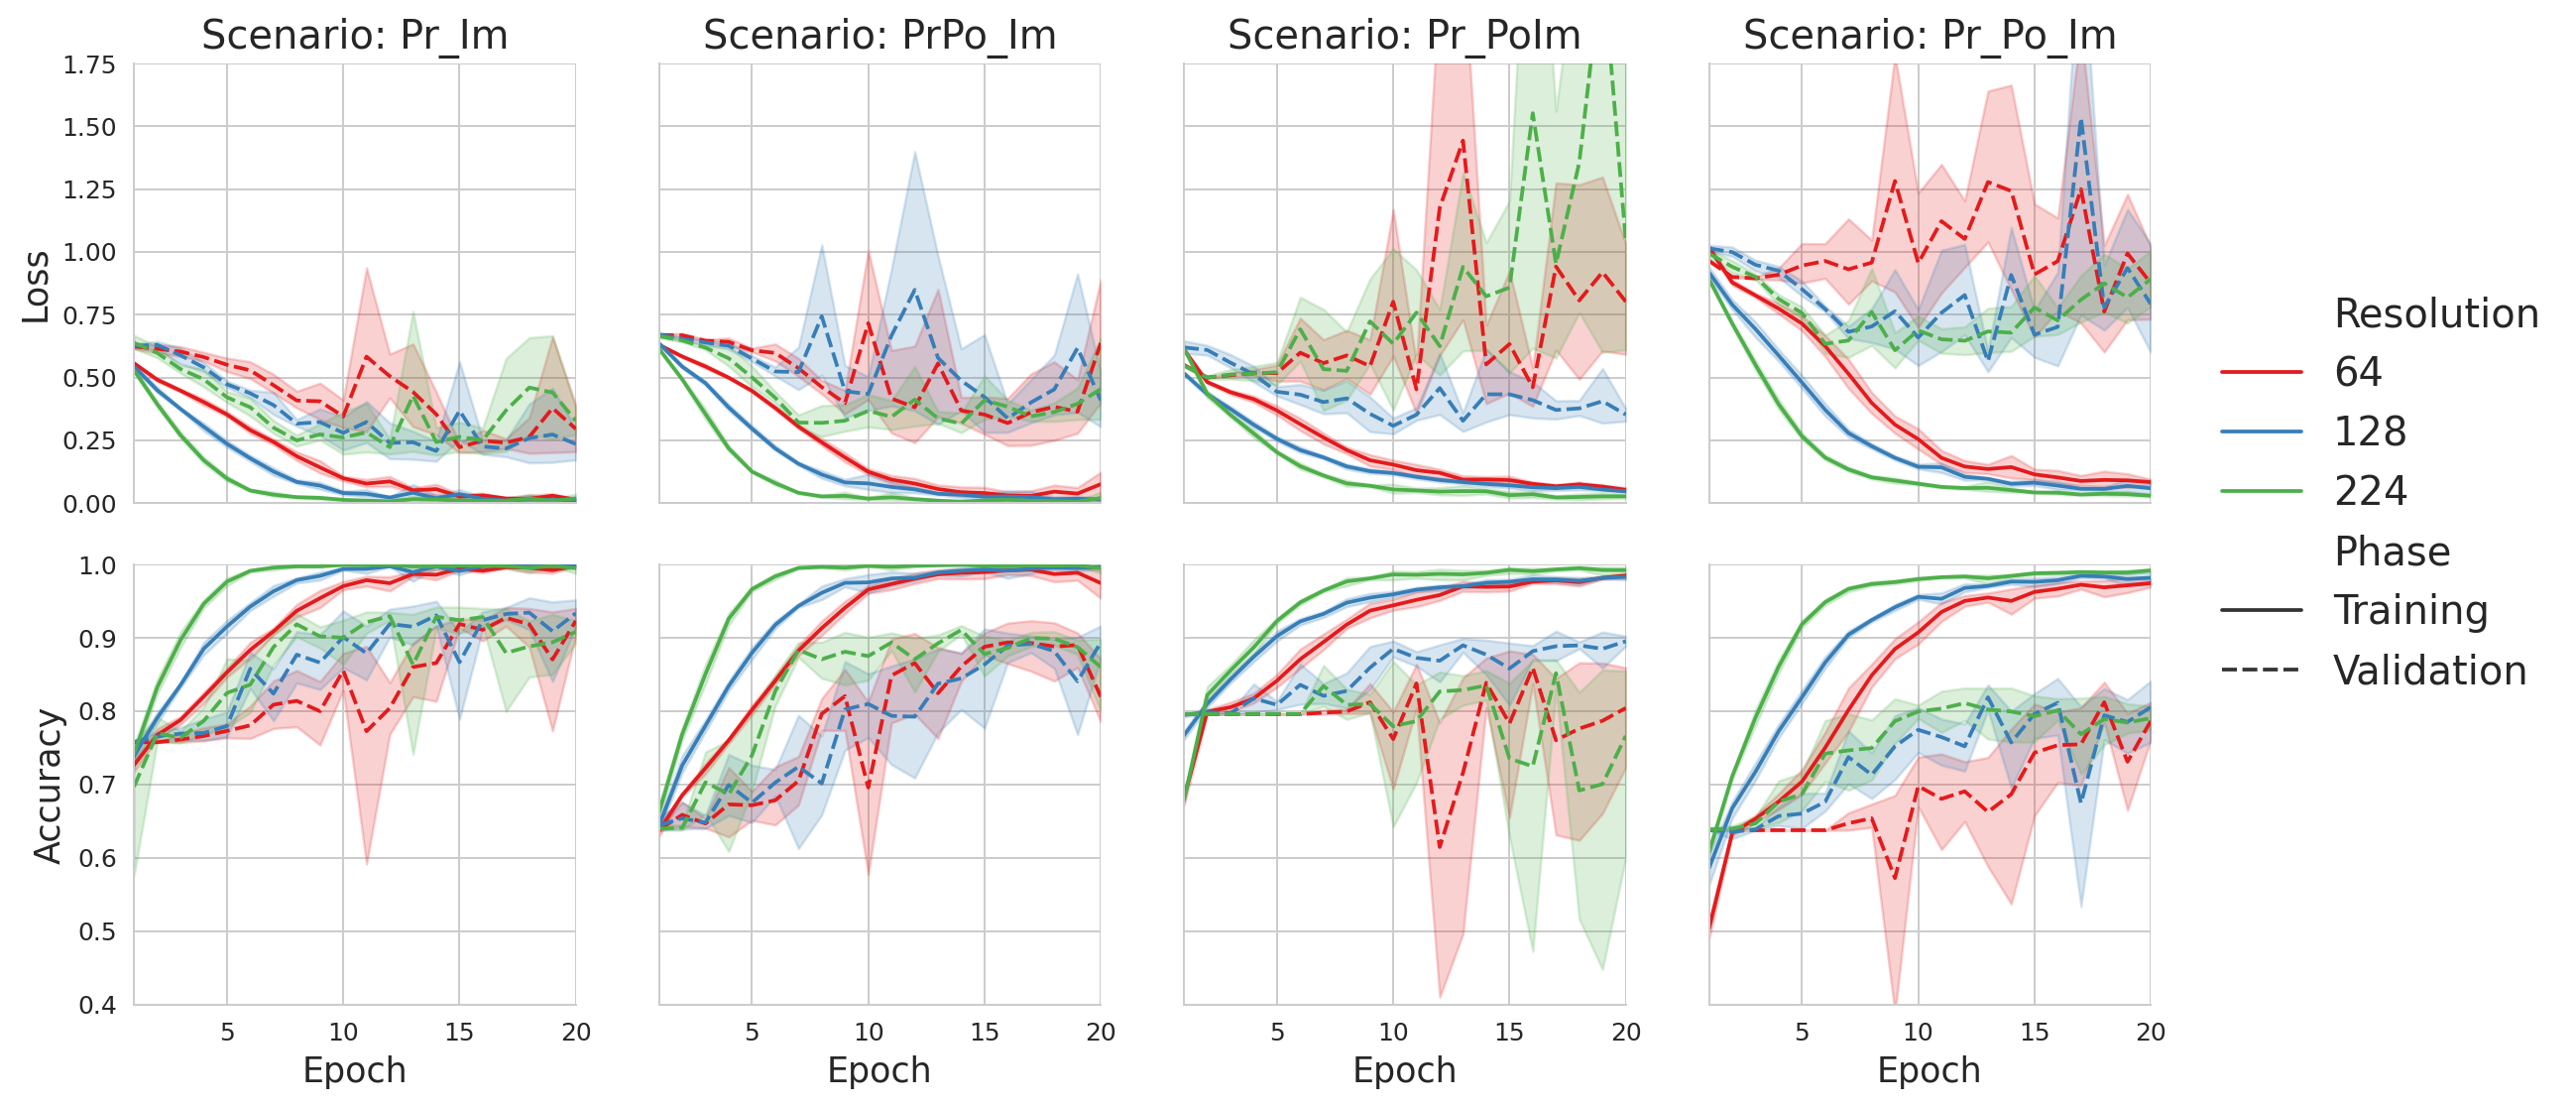 Scenario: Pr_Im
Scenario: PrPo_Im
Scenario: Pr_PoIm
Scenario: Pr_Po_Im
Loss
1.75
1.50
1.25
1.00
0.75
0.50
0.25
0.00
Accuracy
1.0
0.9
0.8
0.7
0.6
0.5
0.4
5 10 15 20
5 10 15 20
5 10 15 20
5 10 15 20
Epoch
Epoch
Epoch
Epoch
Resolution
64
128
224
Phase
Training
Validation